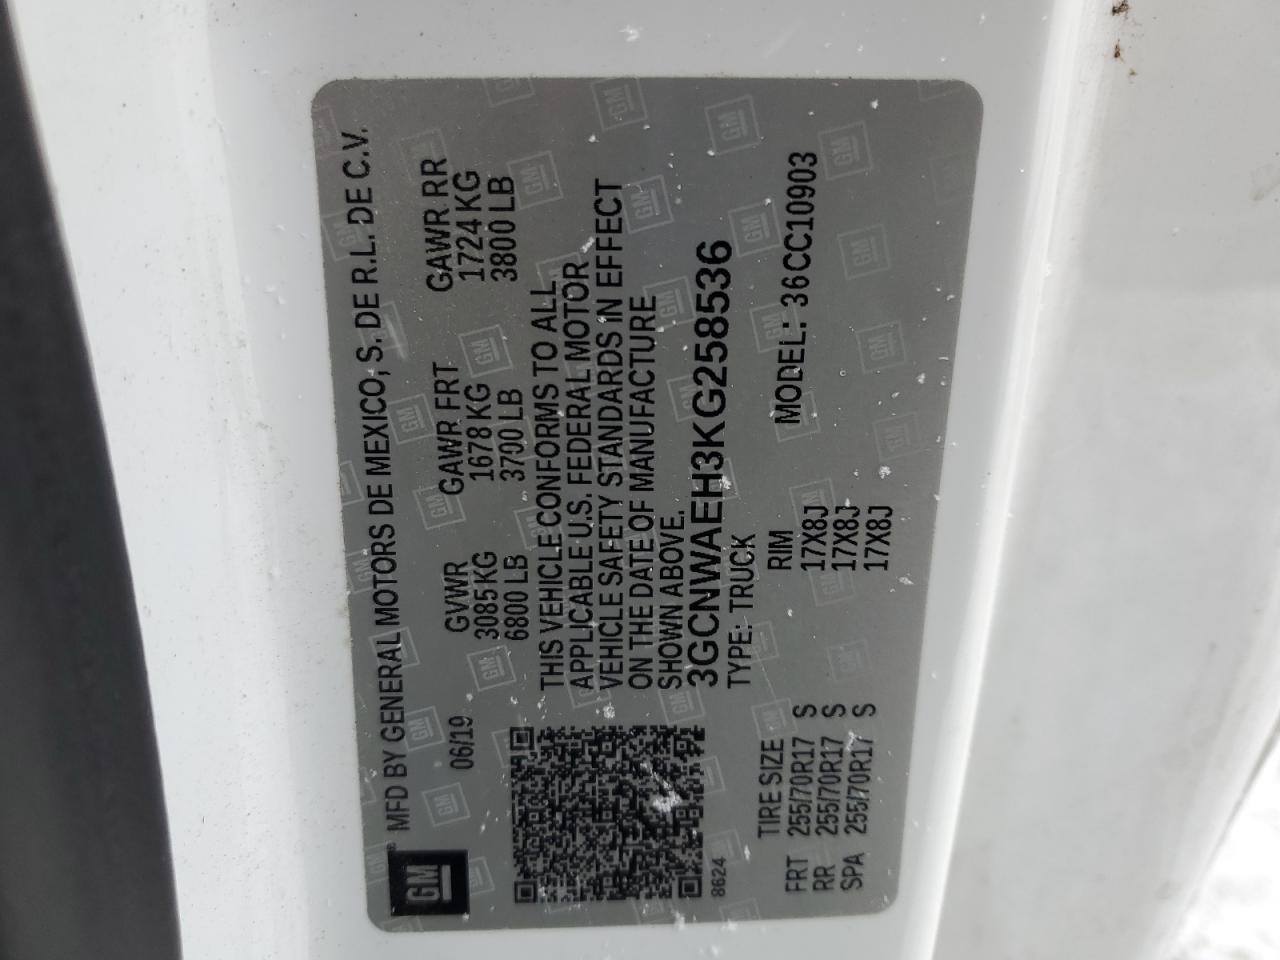 GM
MFD BY GENERAL MOTORS DE MEXICO, S. DE R.L. DE C.V.
06/19
GVWR GAWR FRT GAWR RR
3085 KG 1678 KG 1724 KG
6800 LB 3700 LB 3800 LB
THIS VEHICLE CONFORMS TO ALL
APPLICABLE U.S. FEDERAL MOTOR
VEHICLE SAFETY STANDARDS IN EFFECT
ON THE DATE OF MANUFACTURE
SHOWN ABOVE.
3GCNWAEH3KG258536
8624
TYPE: TRUCK
MODEL: 36CC10903
TIRE SIZE RIM
FRT 255/70R17 S 17X8J
RR 255/70R17 S 17X8J
SPA 255/70R17 S 17X8J